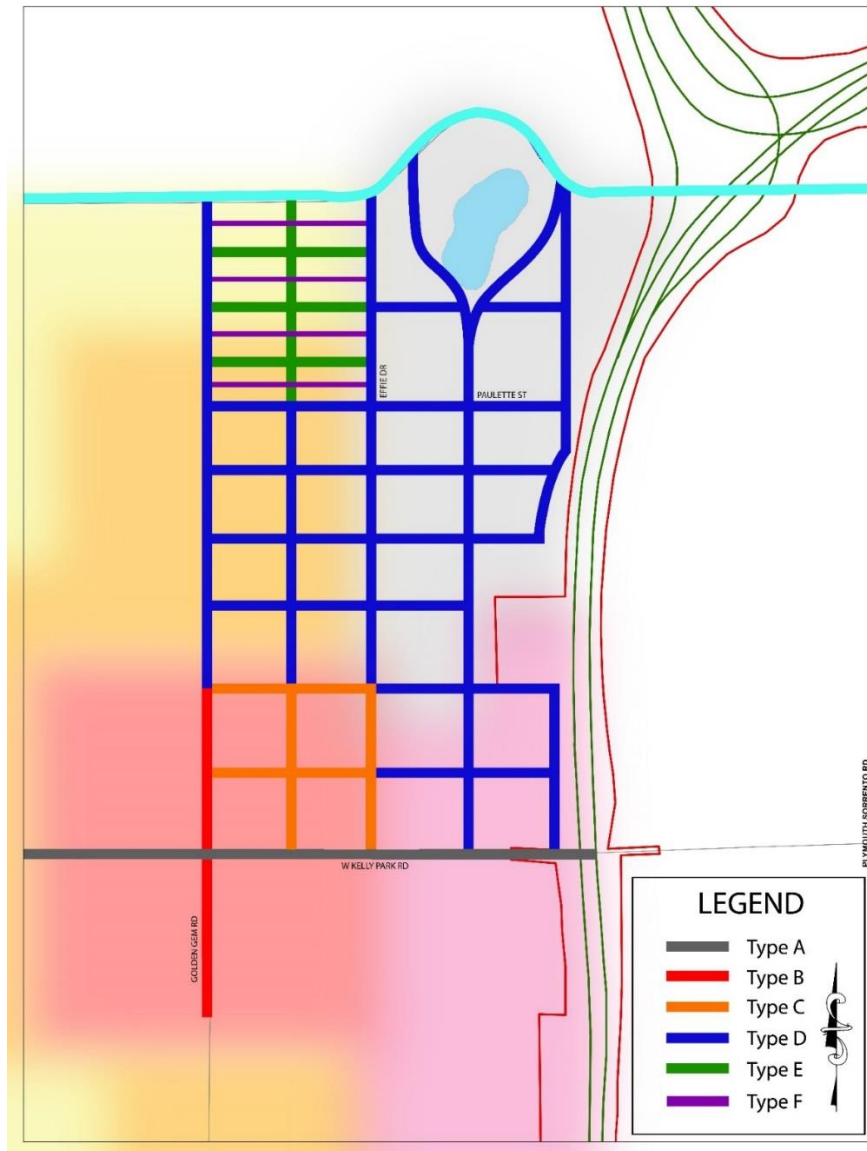 EFFIE DR
PAULETTE ST
W KELLY PARK RD
PLYMOUTH SORRENTO RD
GOLDEN GEM RD
LEGEND
Type A
Type B
Type C
Type D
Type E
Type F